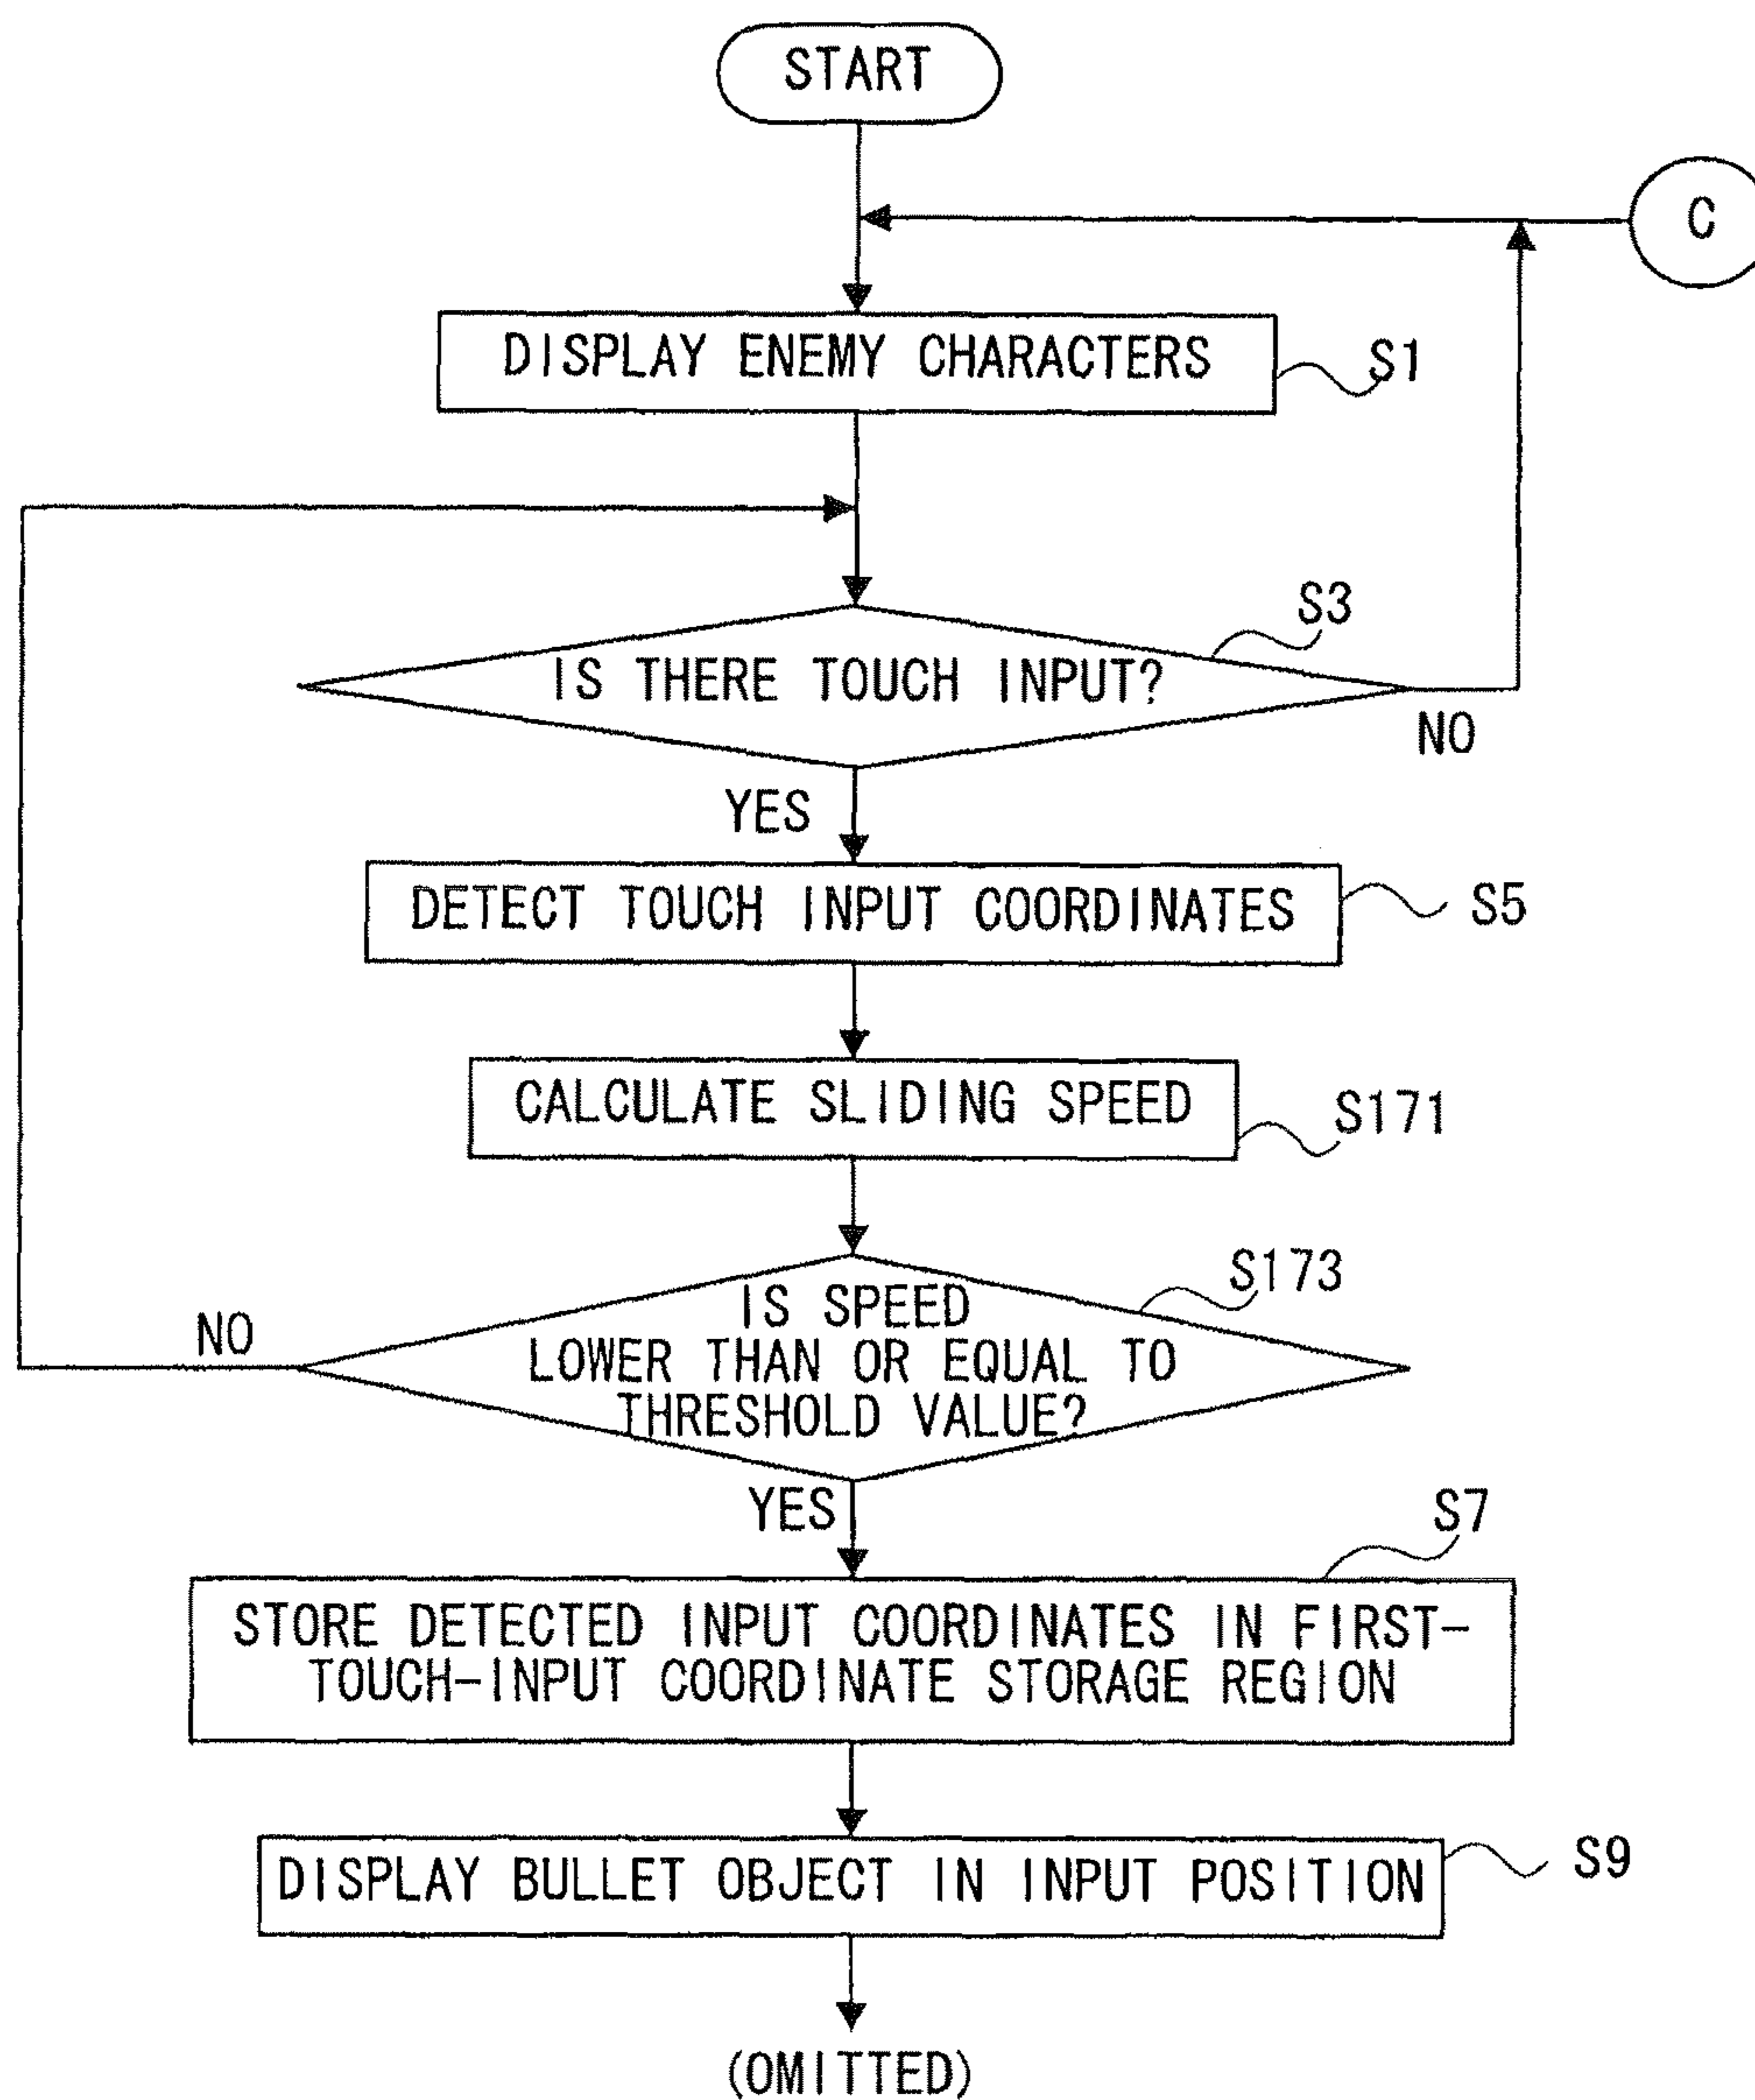 START
C
DISPLAY ENEMY CHARACTERS
S1
S3
IS THERE TOUCH INPUT?
NO
YES
DETECT TOUCH INPUT COORDINATES
S5
CALCULATE SLIDING SPEED
S171
S173
IS SPEED
LOWER THAN OR EQUAL TO
THRESHOLD VALUE?
NO
YES
S7
STORE DETECTED INPUT COORDINATES IN FIRST-
TOUCH-INPUT COORDINATE STORAGE REGION
DISPLAY BULLET OBJECT IN INPUT POSITION
S9
(OMITTED)